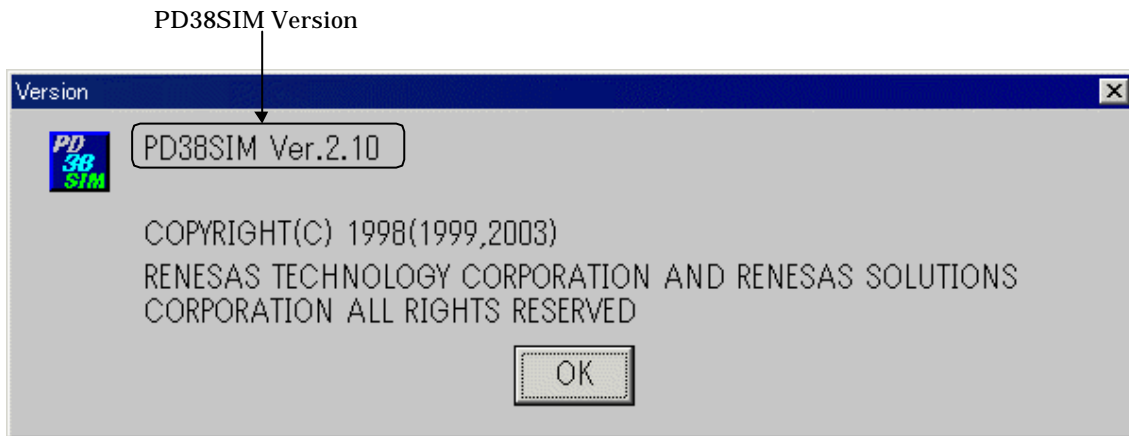 PD38SIM Version
Version
PD
38
SIM
PD38SIM Ver.2.10
COPYRIGHT(C) 1998(1999,2003)
RENESAS TECHNOLOGY CORPORATION AND RENESAS SOLUTIONS
CORPORATION ALL RIGHTS RESERVED
OK